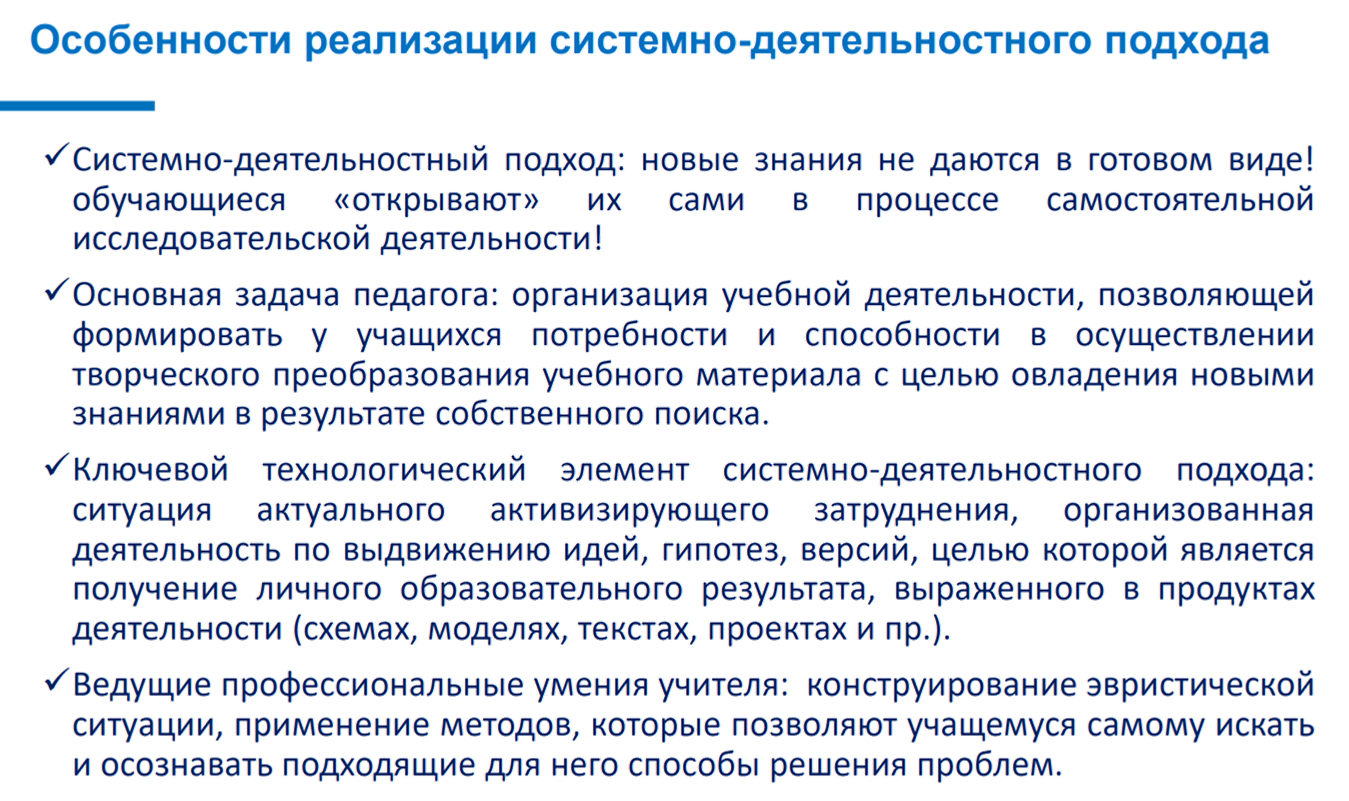 Особенности реализации системно-деятельностного подхода
✓Системно-деятельностный подход: новые знания не даются в готовом виде!
обучающиеся «открывают» их сами в процессе самостоятельной
исследовательской деятельности!
✓Основная задача педагога: организация учебной деятельности, позволяющей
формировать у учащихся потребности и способности в осуществлении
творческого преобразования учебного материала с целью овладения новыми
знаниями в результате собственного поиска.
✓Ключевой технологический элемент системно-деятельностного подхода:
ситуация актуального активизирующего затруднения, организованная
деятельность по выдвижению идей, гипотез, версий, целью которой является
получение личного образовательного результата, выраженного в продуктах
деятельности (схемах, моделях, текстах, проектах и пр.).
✓Ведущие профессиональные умения учителя: конструирование эвристической
ситуации, применение методов, которые позволяют учащемуся самому искать
и осознавать подходящие для него способы решения проблем.